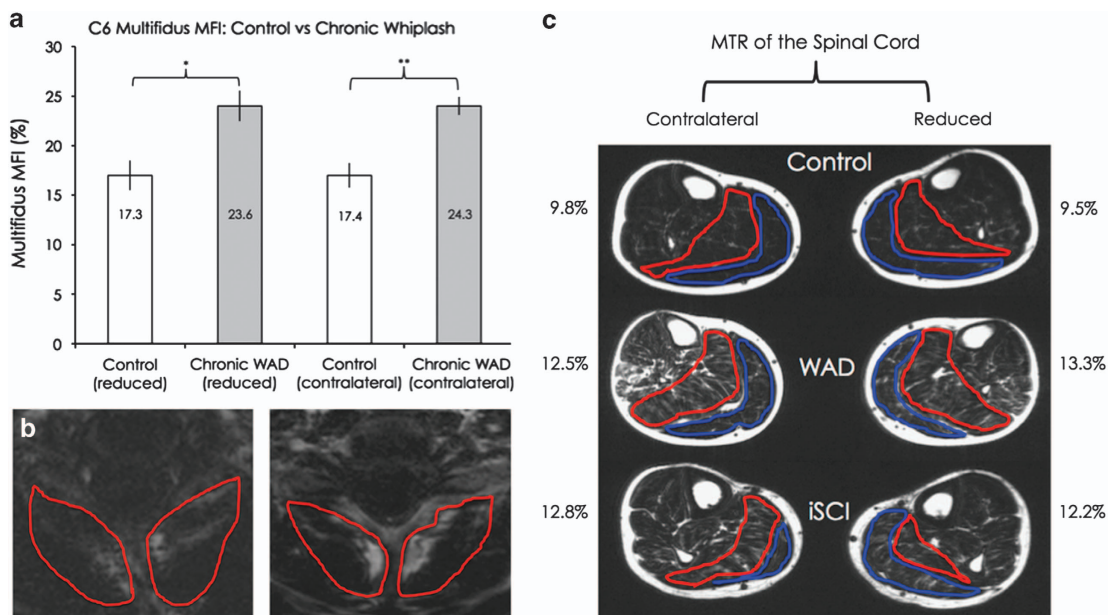 a
C6 Multifidus MFI: Control vs Chronic Whiplash
Multifidus MFI (%)
30
25
20
15
10
5
0
*
**
17.3
23.6
17.4
24.3
Control
(reduced)
Chronic WAD
(reduced)
Control
(contralateral)
Chronic WAD
(contralateral)
b
c
MTR of the Spinal Cord
Contralateral
Reduced
Control
9.8%
9.5%
WAD
12.5%
13.3%
iSCI
12.8%
12.2%